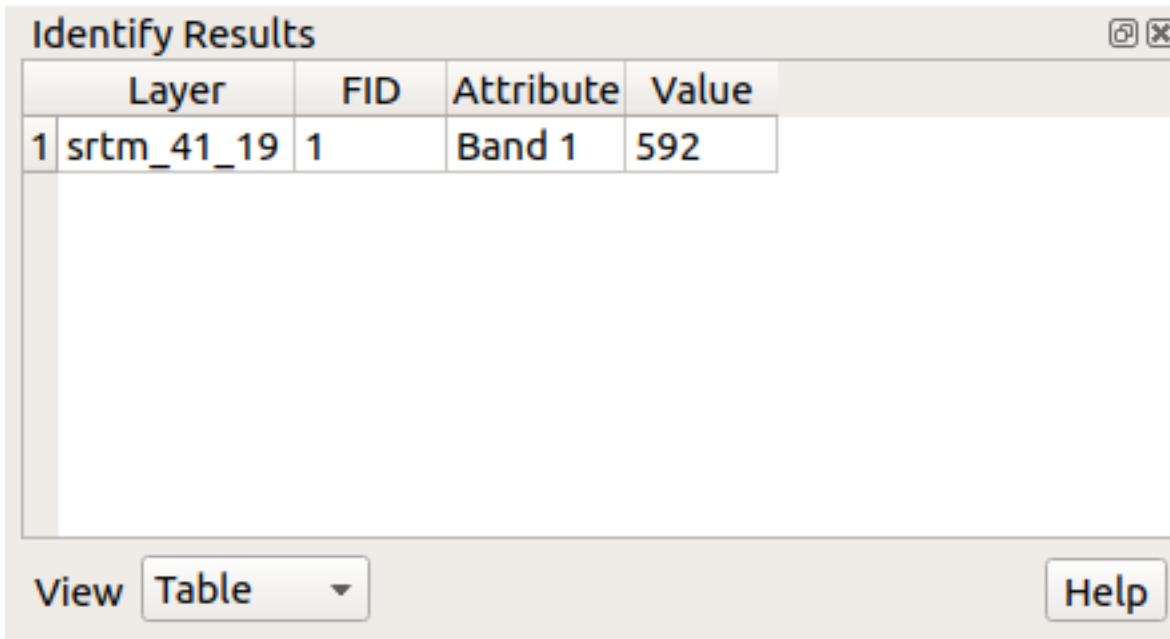 Identify Results
Layer FID Attribute Value
1 srtm_41_19 1 Band 1 592
View Table Help